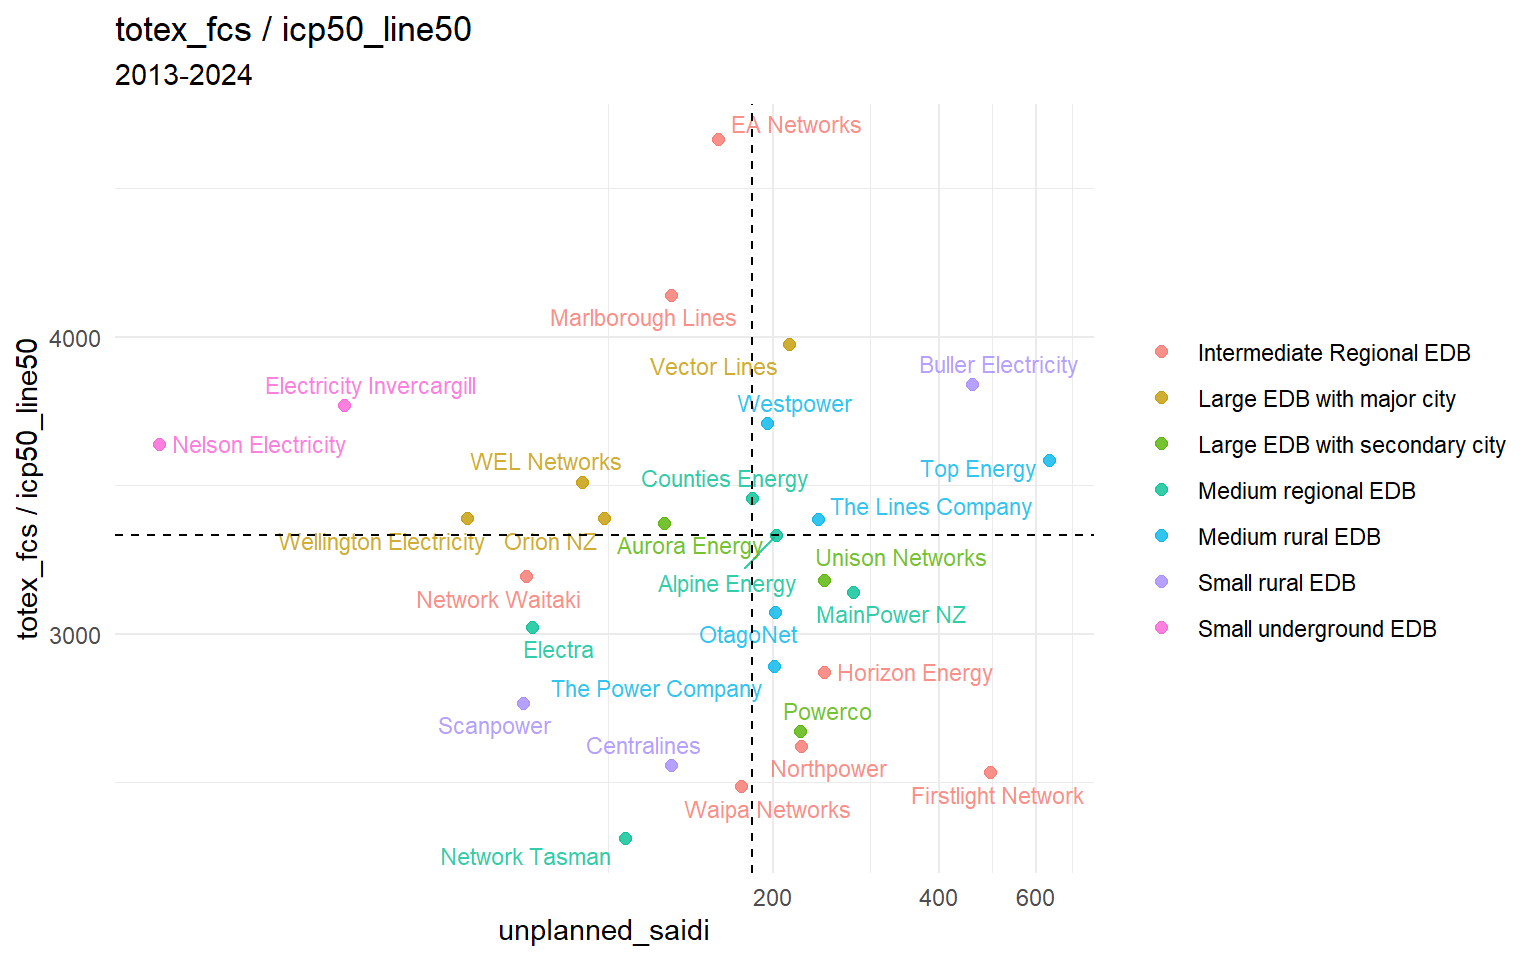 totex_fcs / icp50_line50
2013-2024
EA Networks
Marlborough Lines
4000
Vector Lines
Buller Electricity
Electricity Invercargill
Westpower
Nelson Electricity
WEL Networks
Top Energy
Counties Energy
The Lines Company
Wellington Electricity
Orion NZ
Aurora Energy
Unison Networks
Alpine Energy
Network Waitaki
MainPower NZ
3000
OtagoNet
Electra
Horizon Energy
The Power Company
Powerco
Scanpower
Centralines
Northpower
Firstlight Network
Waipa Networks
Network Tasman
200
400
600
unplanned_saidi
totex_fcs / icp50_line50
Intermediate Regional EDB
Large EDB with major city
Large EDB with secondary city
Medium regional EDB
Medium rural EDB
Small rural EDB
Small underground EDB